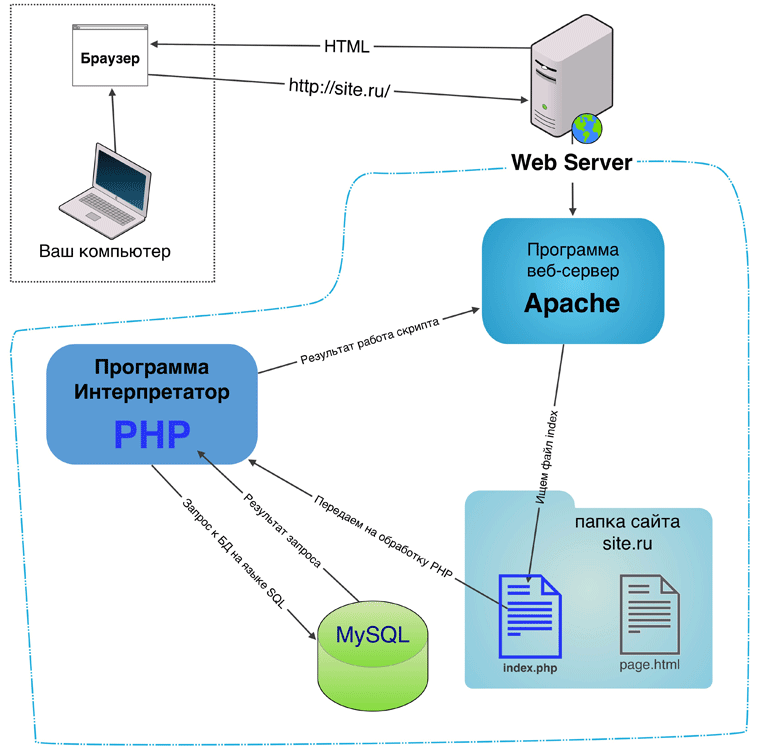 Браузер
HTML
http://site.ru/
Web Server
Ваш компьютер
Программа
веб-сервер
Apache
Результат работа скрипта
Программа
Интерпретатор
PHP
Ищем файл index
Передаем на обработку PHP
Результат запроса
Запрос к БД на языке SQL
папка сайта
site.ru
MySQL
index.php
page.html